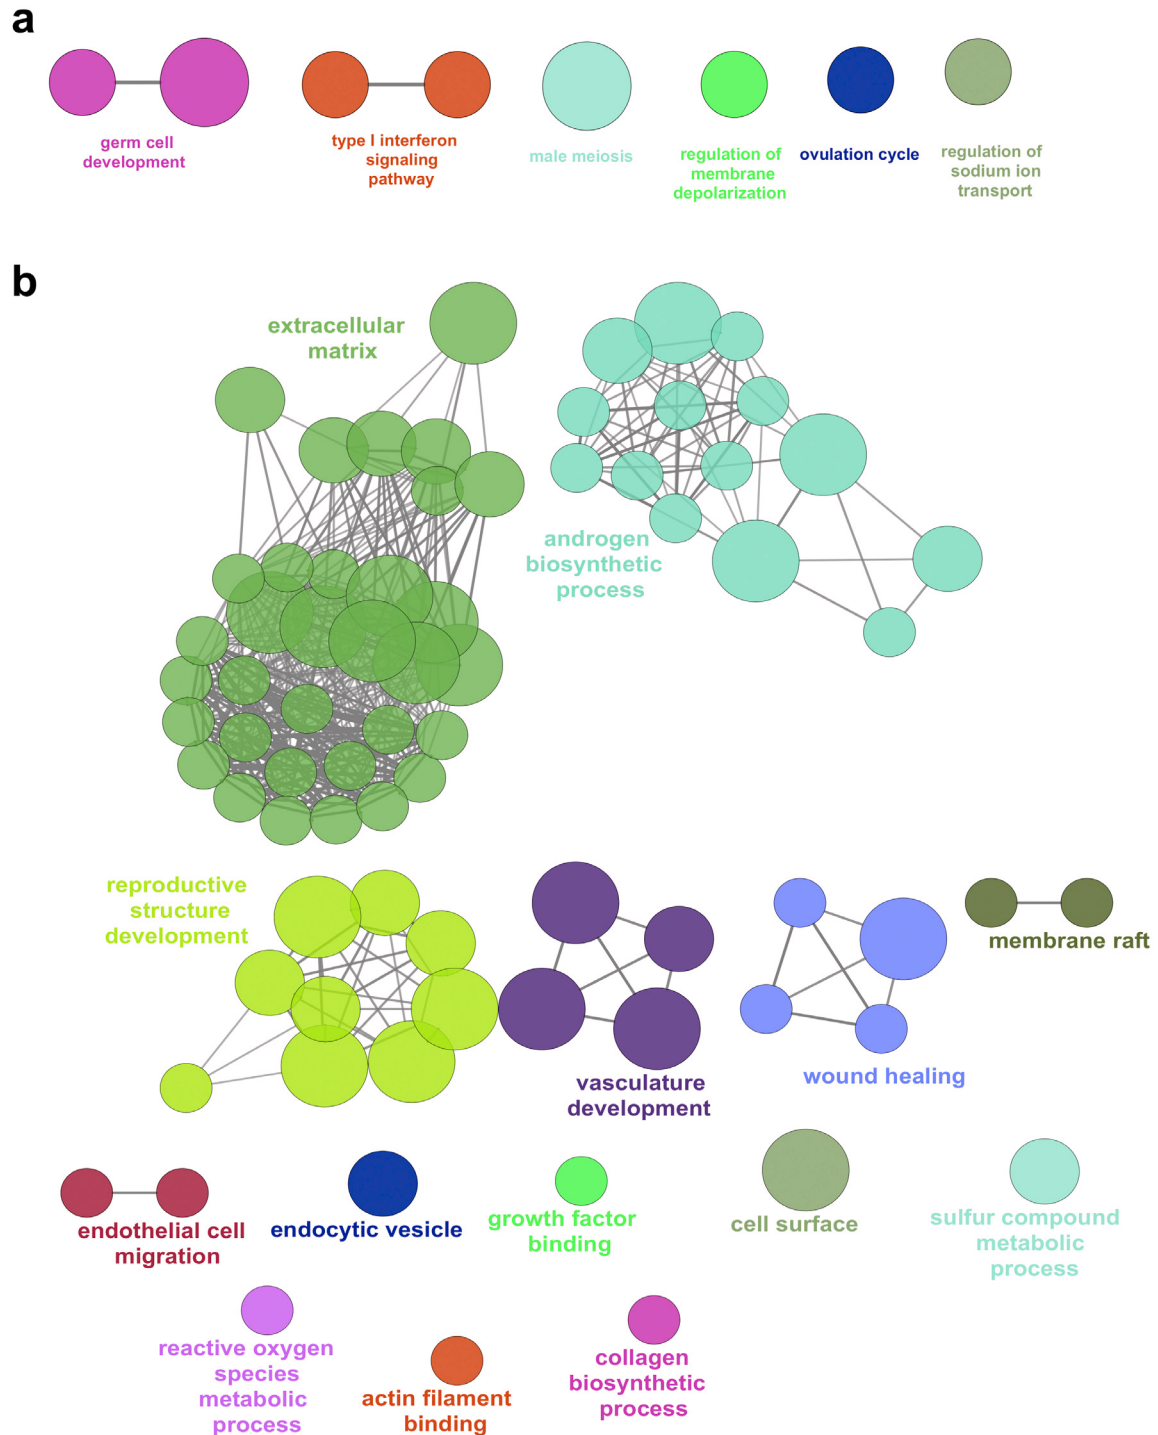 a
germ cell
development
type I interferon
signaling
pathway
male meiosis
regulation of
membrane
depolarization
ovulation cycle
regulation of
sodium ion
transport
b
extracellular
matrix
androgen
biosynthetic
process
reproductive
structure
development
vasculature
development
wound healing
membrane raft
endothelial cell
migration
endocytic vesicle
growth factor
binding
cell surface
sulfur compound
metabolic
process
reactive oxygen
species
metabolic
process
actin filament
binding
collagen
biosynthetic
process